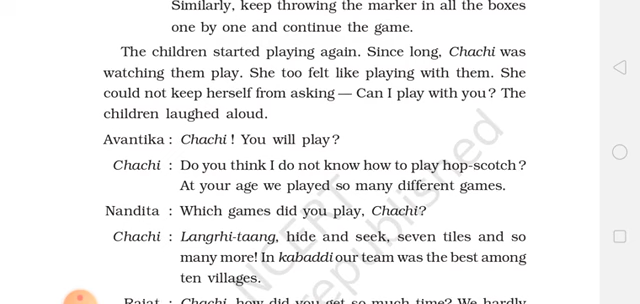 Similarly, keep throwing the marker in all the boxes
one by one and continue the game.
The children started playing again. Since long, Chachi was
watching them play. She too felt like playing with them. She
could not keep herself from asking — Can I play with you? The
children laughed aloud.
Avantika : Chachi ! You will play?
Chachi : Do you think I do not know how to play hop-scotch?
At your age we played so many different games.
Nandita : Which games did you play, Chachi?
Chachi : Langrhi-taang, hide and seek, seven tiles and so
many more! In kabaddi our team was the best among
ten villages.
Rajat : Chachi, how did you get so much time? We hardly
NCERT
republished